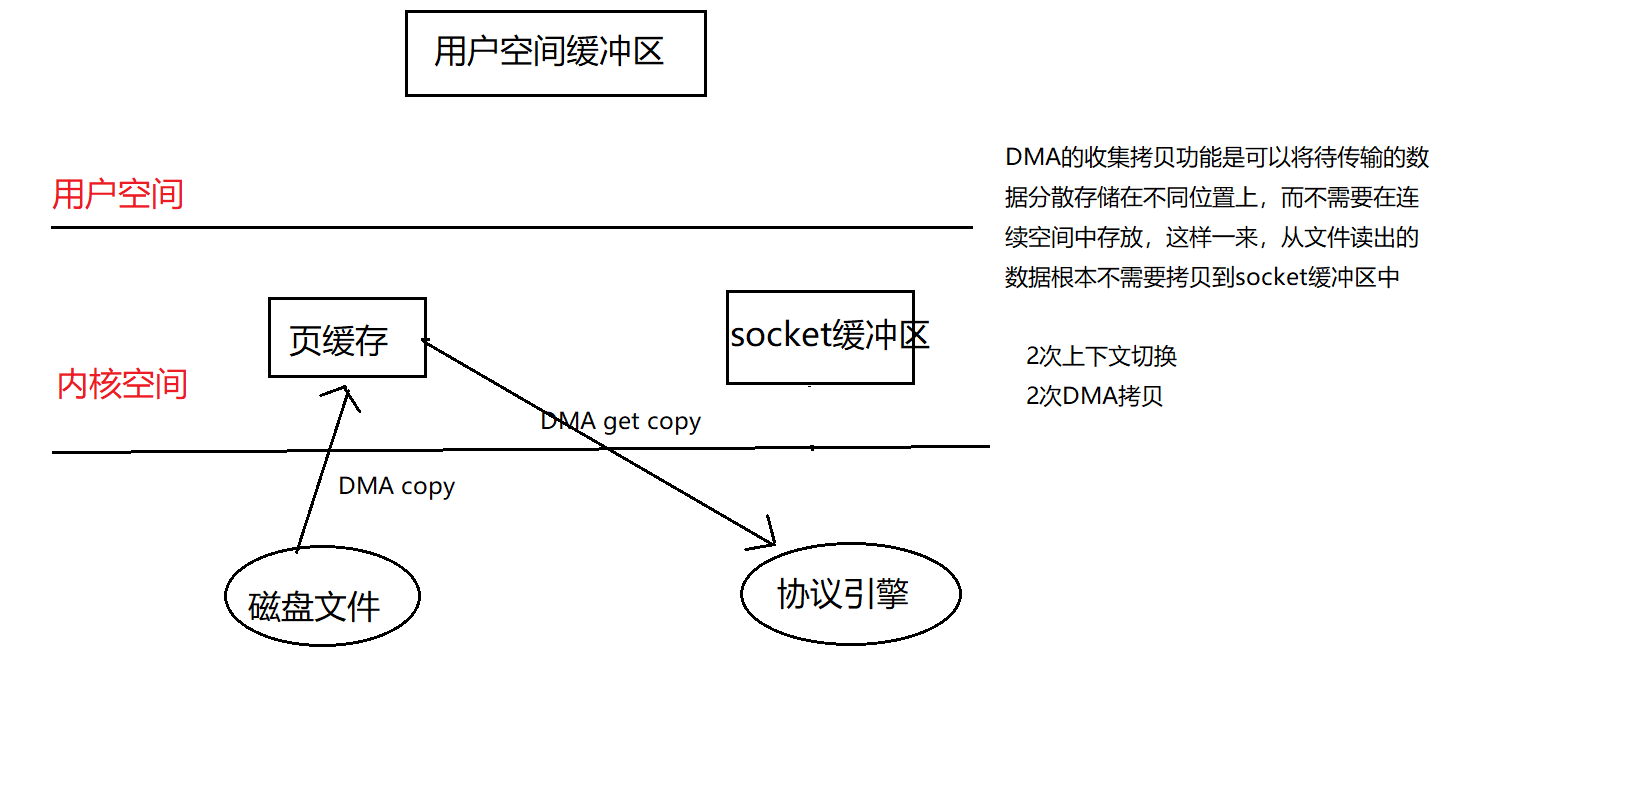 用户空间缓冲区
DMA的收集拷贝功能是可以将待传输的数
据分散存储在不同位置上，而不需要在连
续空间中存放，这样一来，从文件读出的
数据根本不需要拷贝到socket缓冲区中
用户空间
页缓存
socket缓冲区
内核空间
2次上下文切换
2次DMA拷贝
DMA get copy
DMA copy
磁盘文件
协议引擎